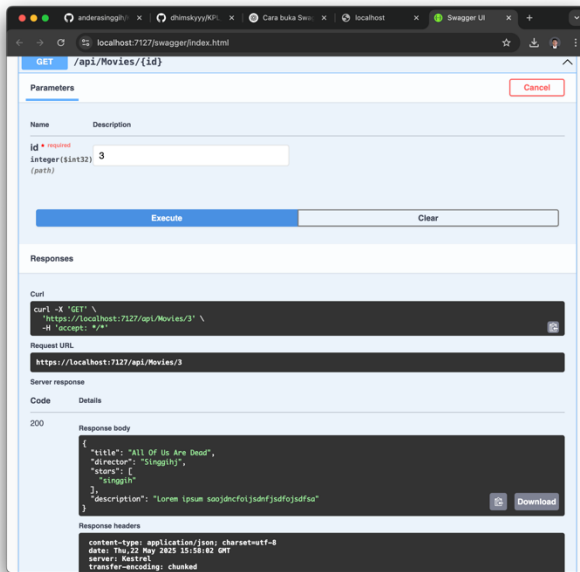 anderasinggih/
dhimskyyy/KPL
Cara buka Swag
localhost
Swagger UI
localhost:7127/swagger/index.html
GET /api/Movies/{id}
Parameters
Cancel
Name Description
id * required
integer($int32)
(path)
3
Execute Clear
Responses
Curl
curl -X 'GET' \
'https://localhost:7127/api/Movies/3' \
-H 'accept: */*'
Request URL
https://localhost:7127/api/Movies/3
Server response
Code Details
200
Response body
{
"title": "All Of Us Are Dead",
"director": "Singgihj",
"stars": [
"singgih"
],
"description": "Lorem ipsum saojdncfoijsdnfjsdfojsdfsa"
}
Download
Response headers
content-type: application/json; charset=utf-8
date: Thu,22 May 2025 15:58:02 GMT
server: Kestrel
transfer-encoding: chunked